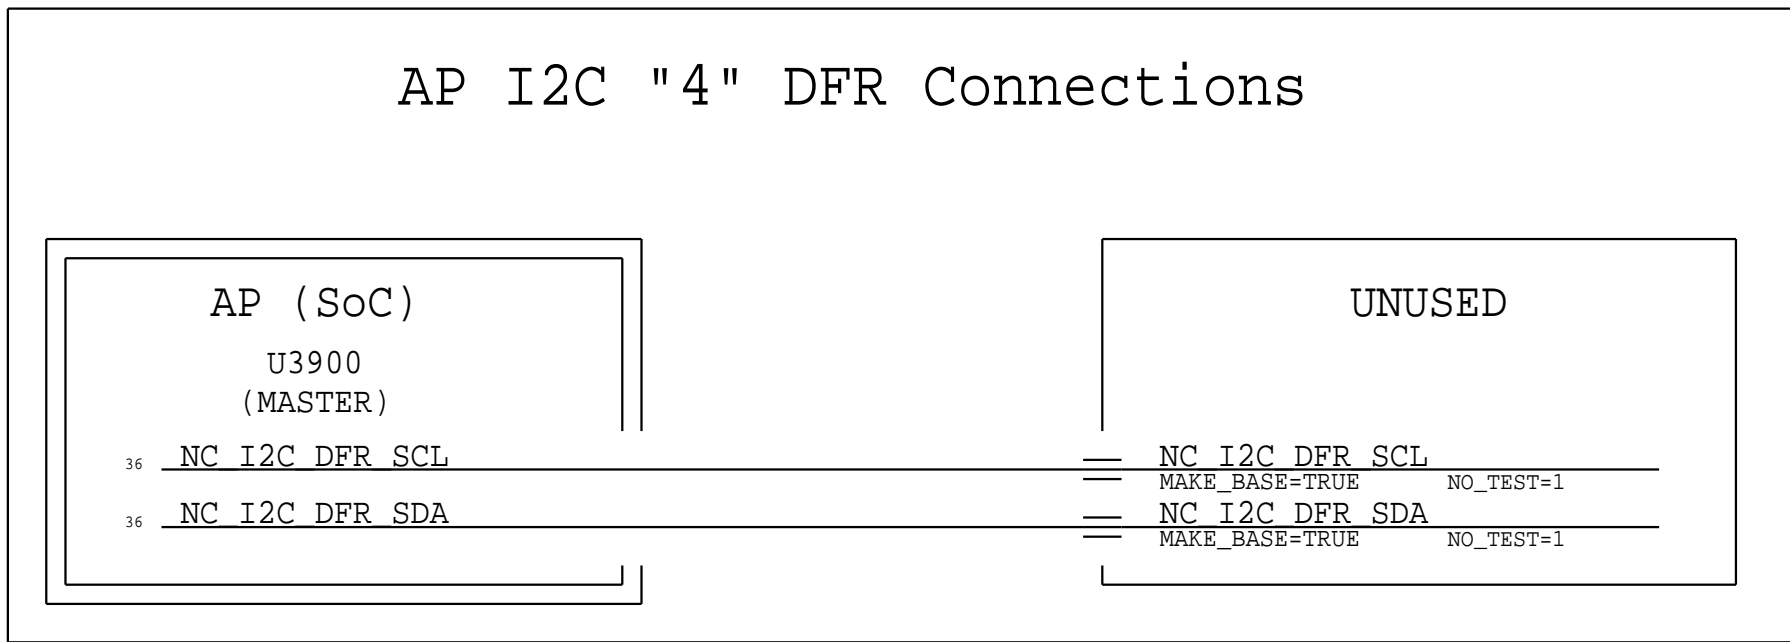 AP I2C "4" DFR Connections
AP (SoC)
U3900
(MASTER)
36 NC_I2C_DFR_SCL
36 NC_I2C_DFR_SDA
UNUSED
NC_I2C_DFR_SCL
MAKE_BASE=TRUE NO_TEST=1
NC_I2C_DFR_SDA
MAKE_BASE=TRUE NO_TEST=1